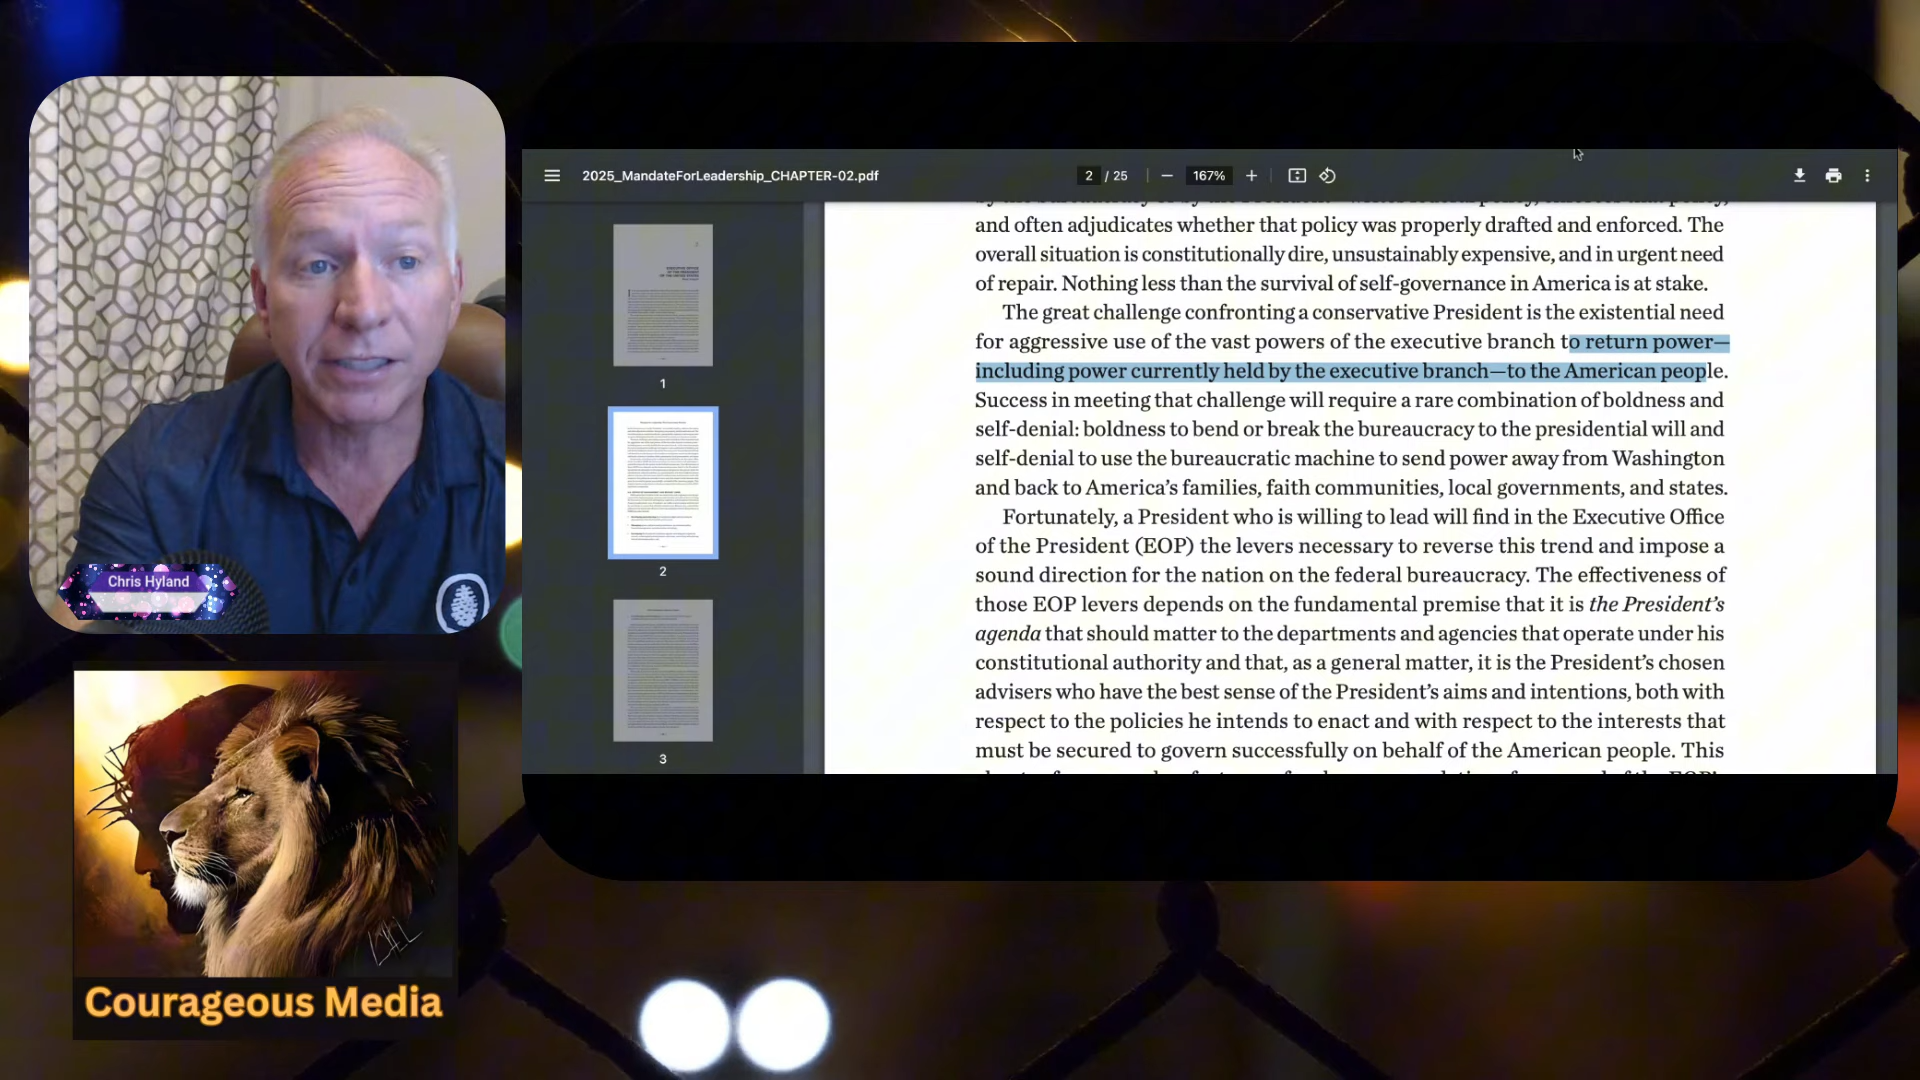 Chris Hyland
Courageous Media
2025_MandateForLeadership_CHAPTER-02.pdf
2 / 25
167%
1
2
3
and often adjudicates whether that policy was properly drafted and enforced. The
overall situation is constitutionally dire, unsustainably expensive, and in urgent need
of repair. Nothing less than the survival of self-governance in America is at stake.
The great challenge confronting a conservative President is the existential need
for aggressive use of the vast powers of the executive branch to return power—
including power currently held by the executive branch—to the American people.
Success in meeting that challenge will require a rare combination of boldness and
self-denial: boldness to bend or break the bureaucracy to the presidential will and
self-denial to use the bureaucratic machine to send power away from Washington
and back to America’s families, faith communities, local governments, and states.
Fortunately, a President who is willing to lead will find in the Executive Office
of the President (EOP) the levers necessary to reverse this trend and impose a
sound direction for the nation on the federal bureaucracy. The effectiveness of
those EOP levers depends on the fundamental premise that it is the President’s
agenda that should matter to the departments and agencies that operate under his
constitutional authority and that, as a general matter, it is the President’s chosen
advisers who have the best sense of the President’s aims and intentions, both with
respect to the policies he intends to enact and with respect to the interests that
must be secured to govern successfully on behalf of the American people. This